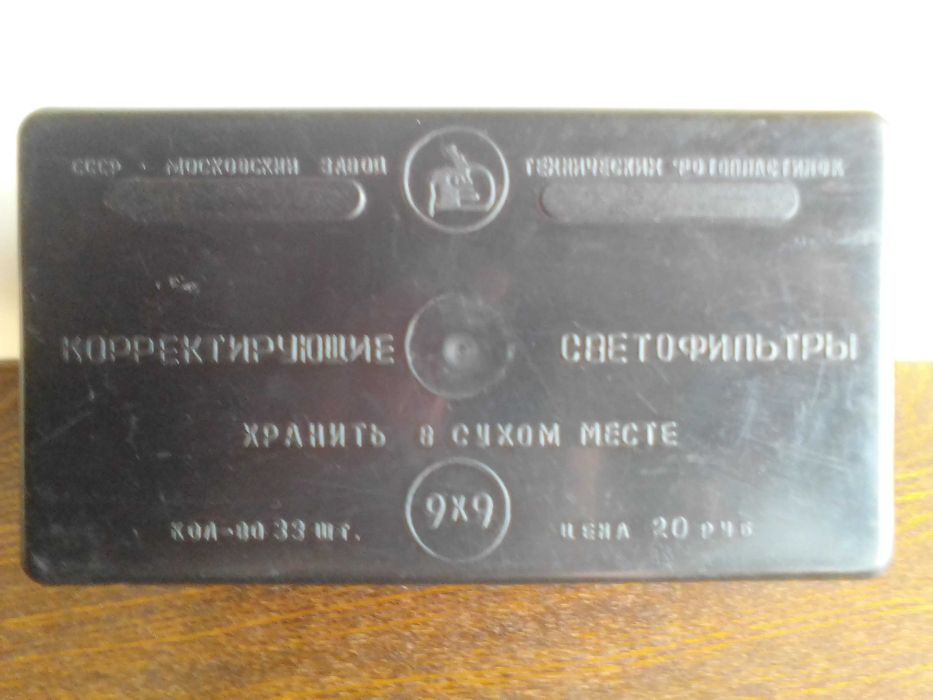 СССР · МОСКОВСКИЙ ЗАВОД ТЕХНИЧЕСКИХ ФОТОПЛАСТИНОК
КОРРЕКТИРУЮЩИЕ СВЕТОФИЛЬТРЫ
ХРАНИТЬ В СУХОМ МЕСТЕ
9х9
КОЛ-ВО 33 ШТ. ЦЕНА 20 РУБ